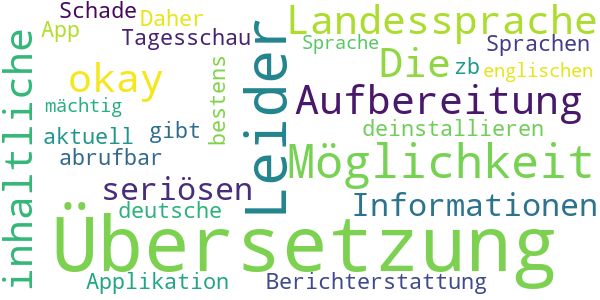 Schade
Daher
App
Tagesschau
Leider
Landessprache
Sprache
Die
Sprachen
zb
englischen
okay
mächtig
inhaltliche
bestens
Aufbereitung
aktuell
gibt
deinstallieren
abrufbar
Möglichkeit
seriösen
deutsche
Informationen
Übersetzung
Applikation
Berichterstattung